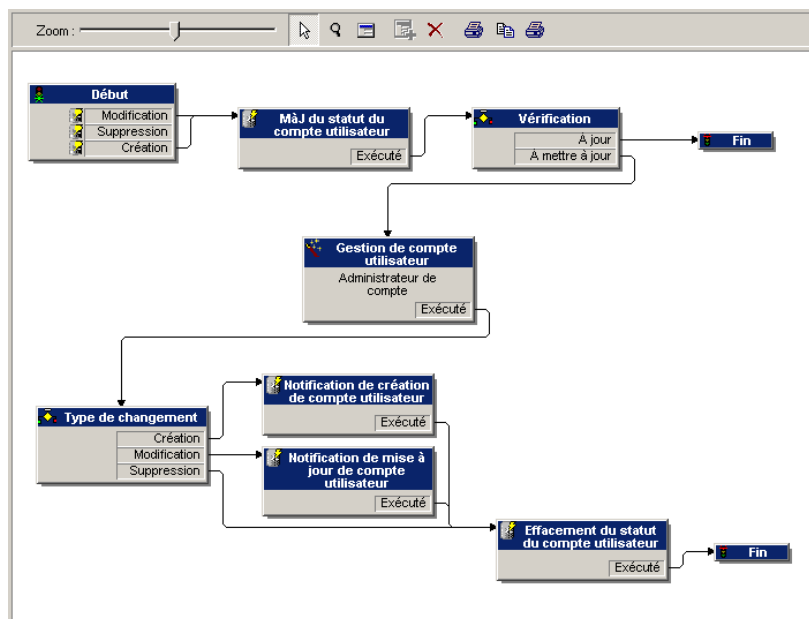 Zoom :
Début
Modification
Suppression
Création
MàJ du statut du
compte utilisateur
Exécuté
Vérification
À jour
À mettre à jour
Fin
Gestion de compte
utilisateur
Administrateur de
compte
Exécuté
Type de changement
Création
Modification
Suppression
Notification de création
de compte utilisateur
Exécuté
Notification de mise à
jour de compte
utilisateur
Exécuté
Effacement du statut
du compte utilisateur
Exécuté
Fin